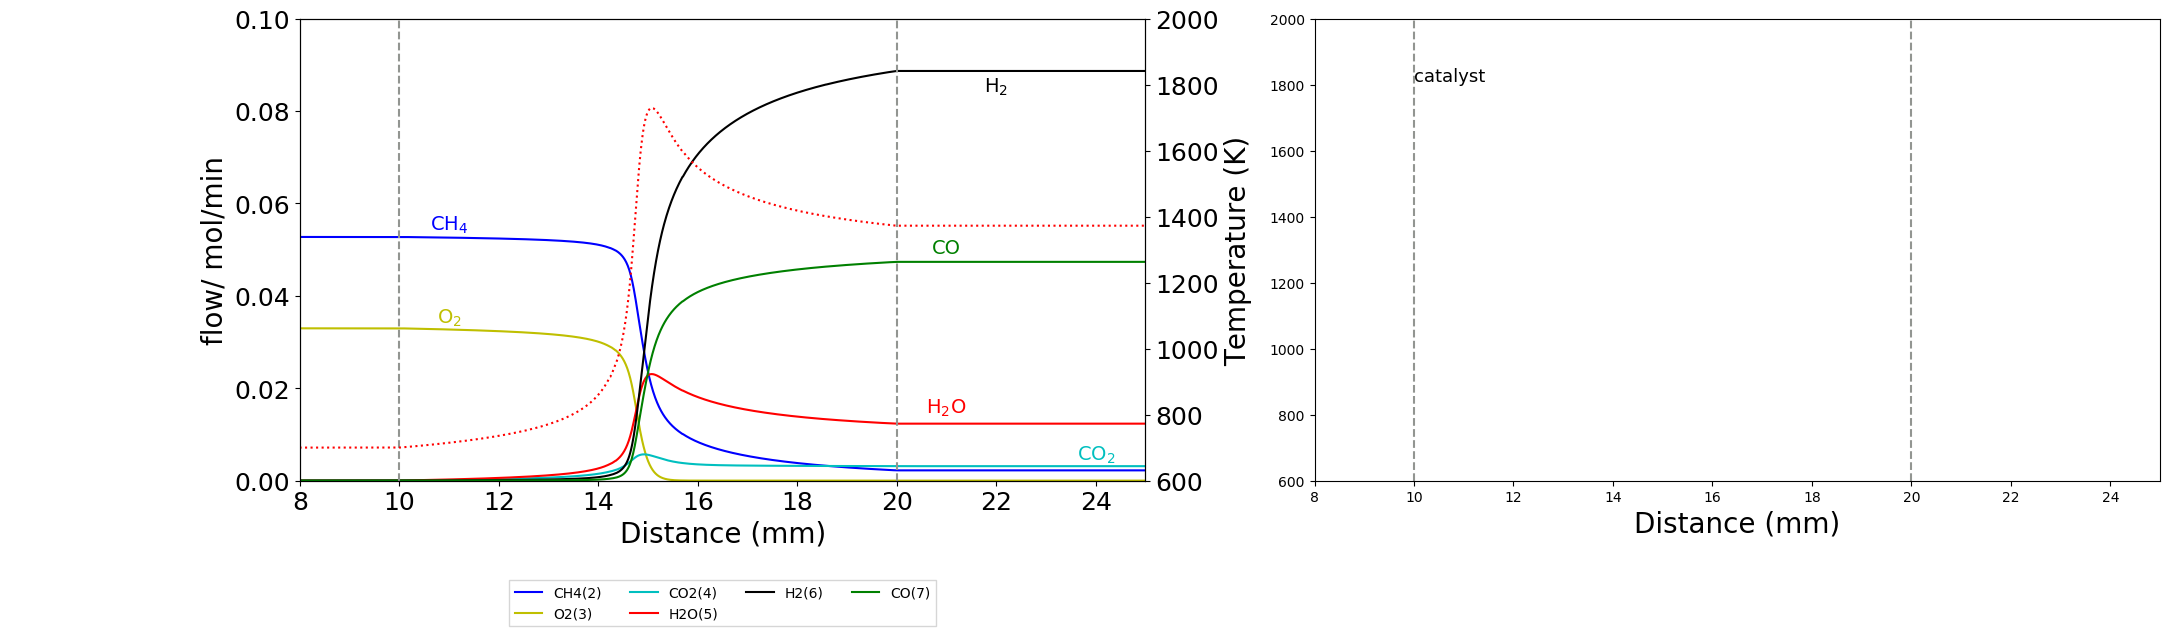 0.10
0.08
0.06
0.04
0.02
0.00
flow/ mol/min
8 10 12 14 16 18 20 22 24
Distance (mm)
2000
1800
1600
1400
1200
1000
800
600
Temperature (K)
H₂
CH₄
CO
O₂
H₂O
CO₂
CH4(2) CO2(4) H2(6) CO(7)
O2(3) H2O(5)
2000
1800
1600
1400
1200
1000
800
600
catalyst
8 10 12 14 16 18 20 22 24
Distance (mm)